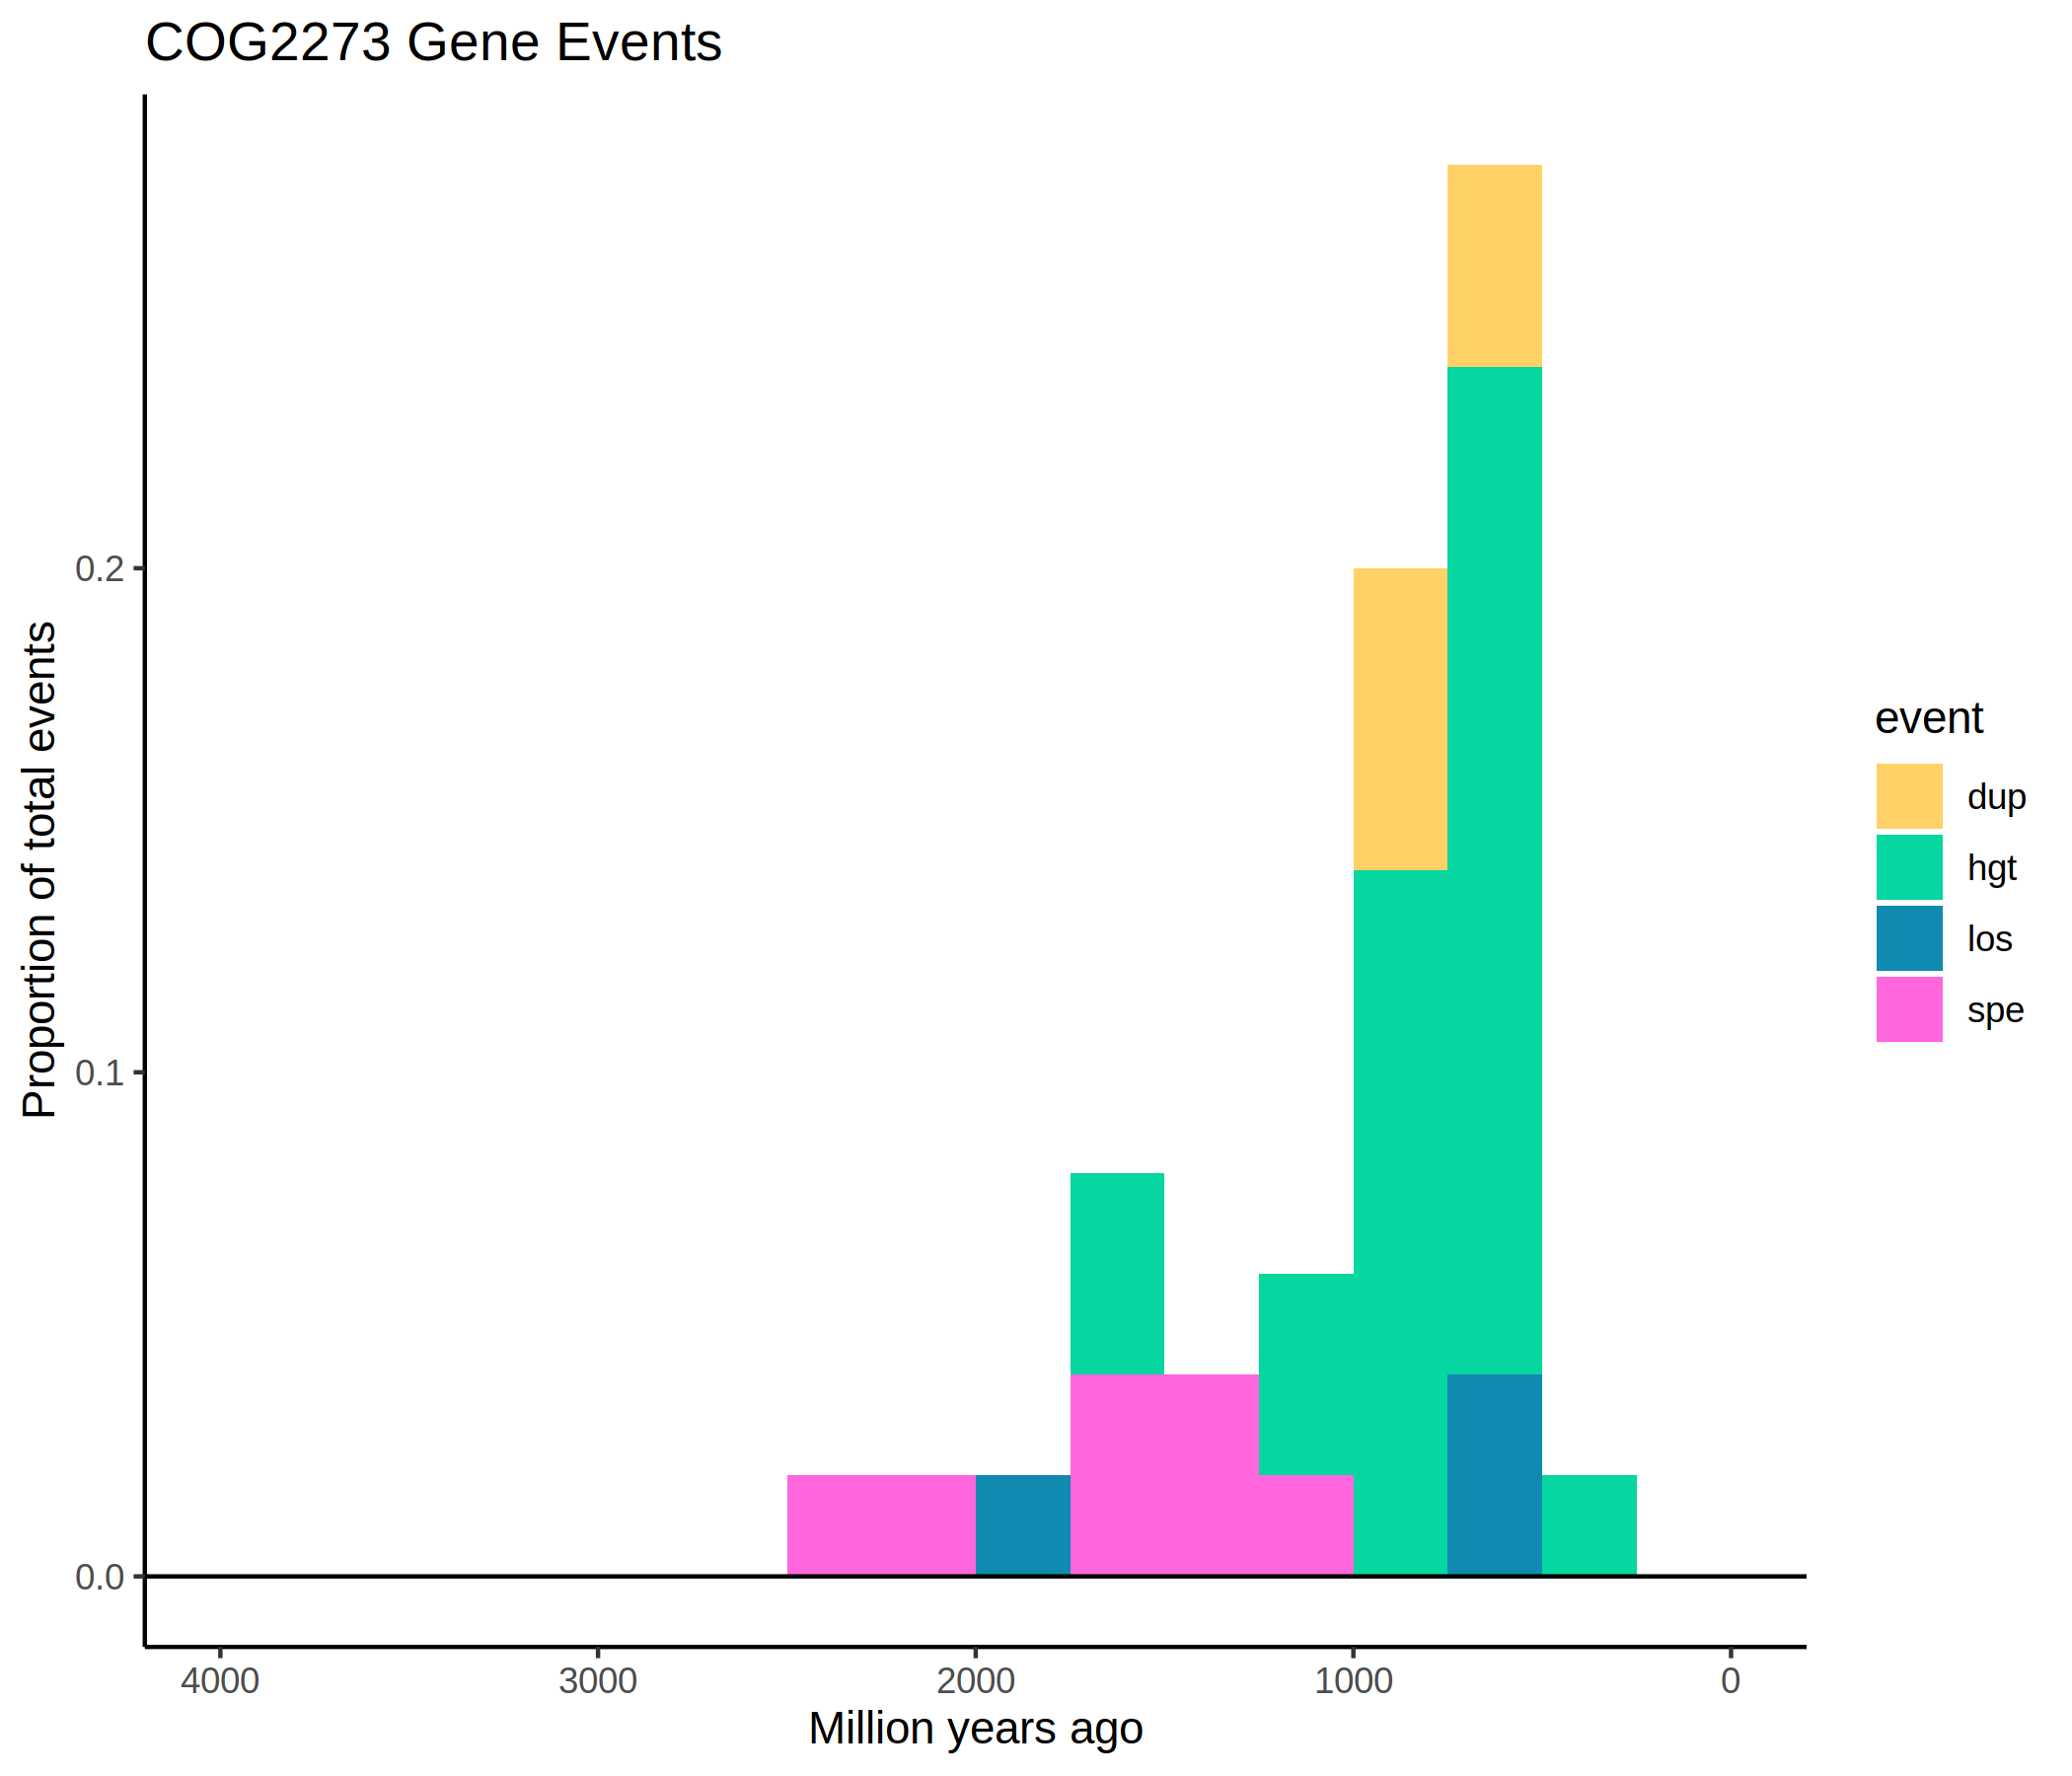 COG2273 Gene Events
Proportion of total events
0.2
0.1
0.0
4000 3000 2000 1000 0
Million years ago
event
dup
hgt
los
spe